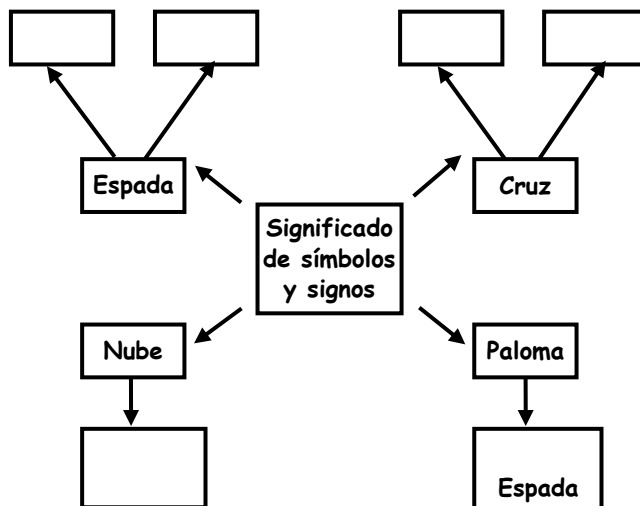 Espada
Cruz
Significado
de símbolos
y signos
Nube
Paloma
Espada